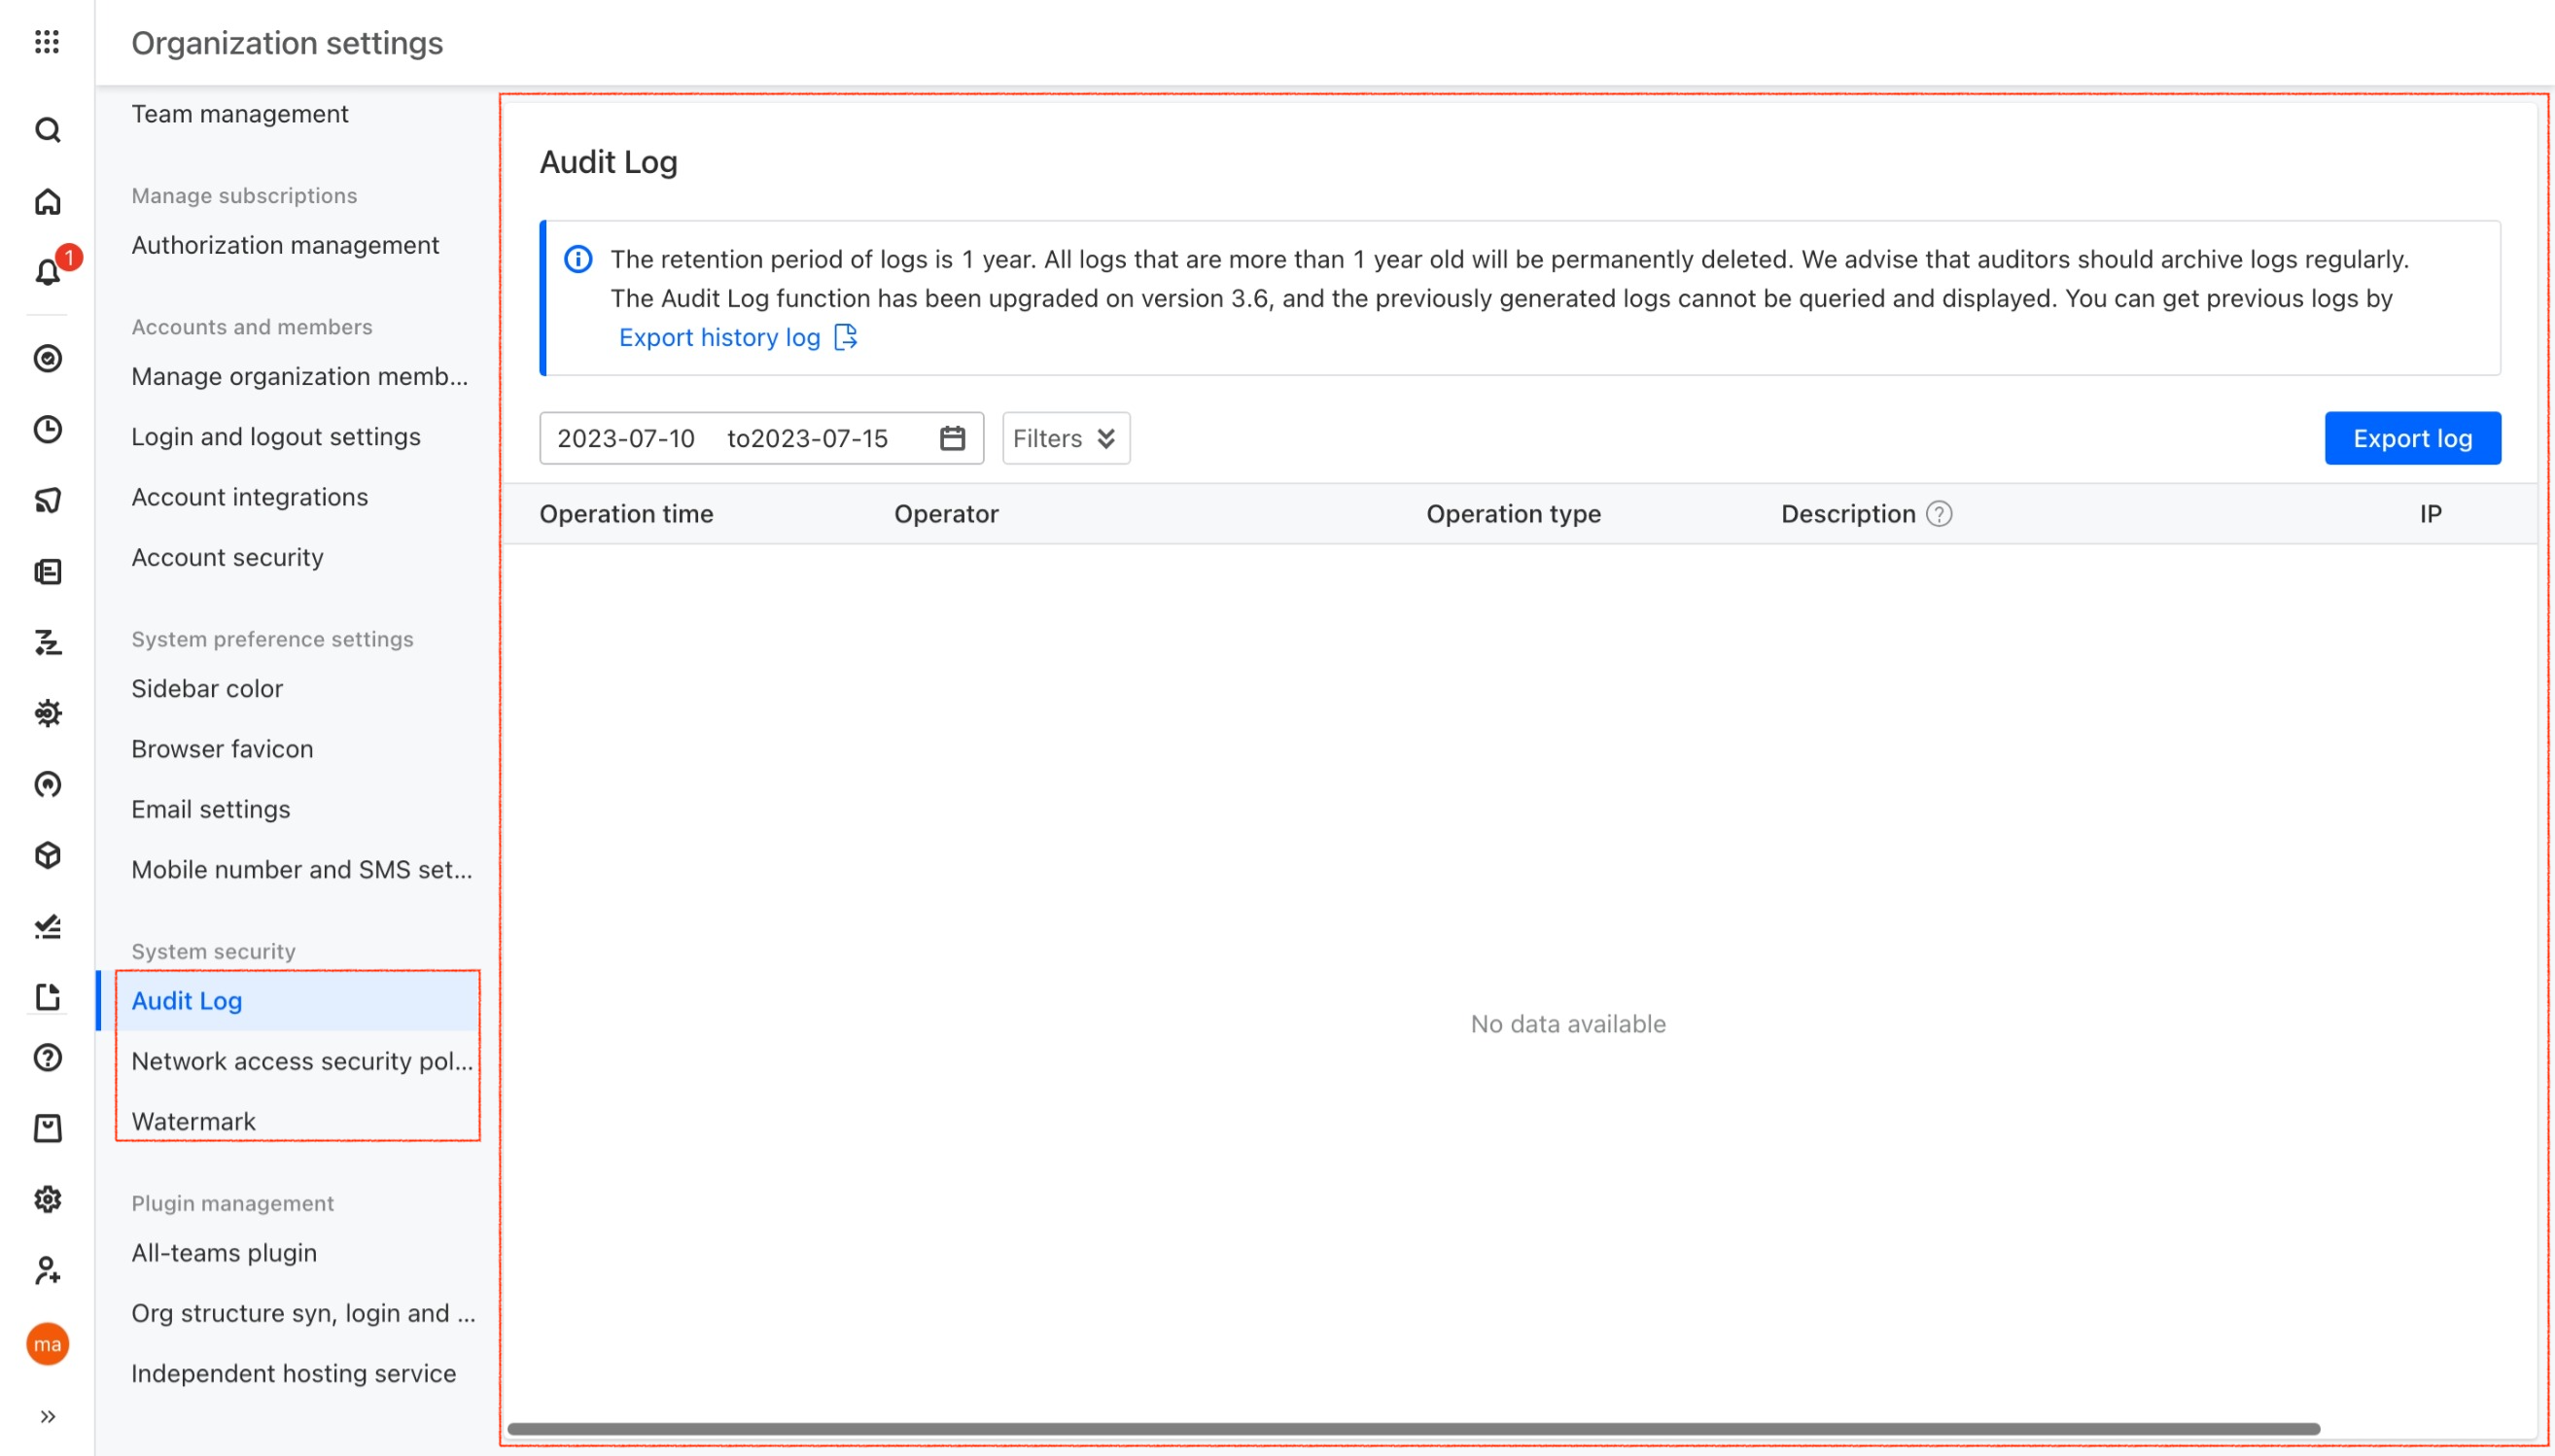 Organization settings
1
Team management
Manage subscriptions
Authorization management
Accounts and members
Manage organization memb...
Login and logout settings
Account integrations
Account security
System preference settings
Sidebar color
Browser favicon
Email settings
Mobile number and SMS set...
System security
Audit Log
Network access security pol...
Watermark
Plugin management
All-teams plugin
Org structure syn, login and ...
Independent hosting service
ma
Audit Log
The retention period of logs is 1 year. All logs that are more than 1 year old will be permanently deleted. We advise that auditors should archive logs regularly.
The Audit Log function has been upgraded on version 3.6, and the previously generated logs cannot be queried and displayed. You can get previous logs by
Export history log
2023-07-10 to2023-07-15 Filters Export log
Operation time Operator Operation type Description ? IP
No data available